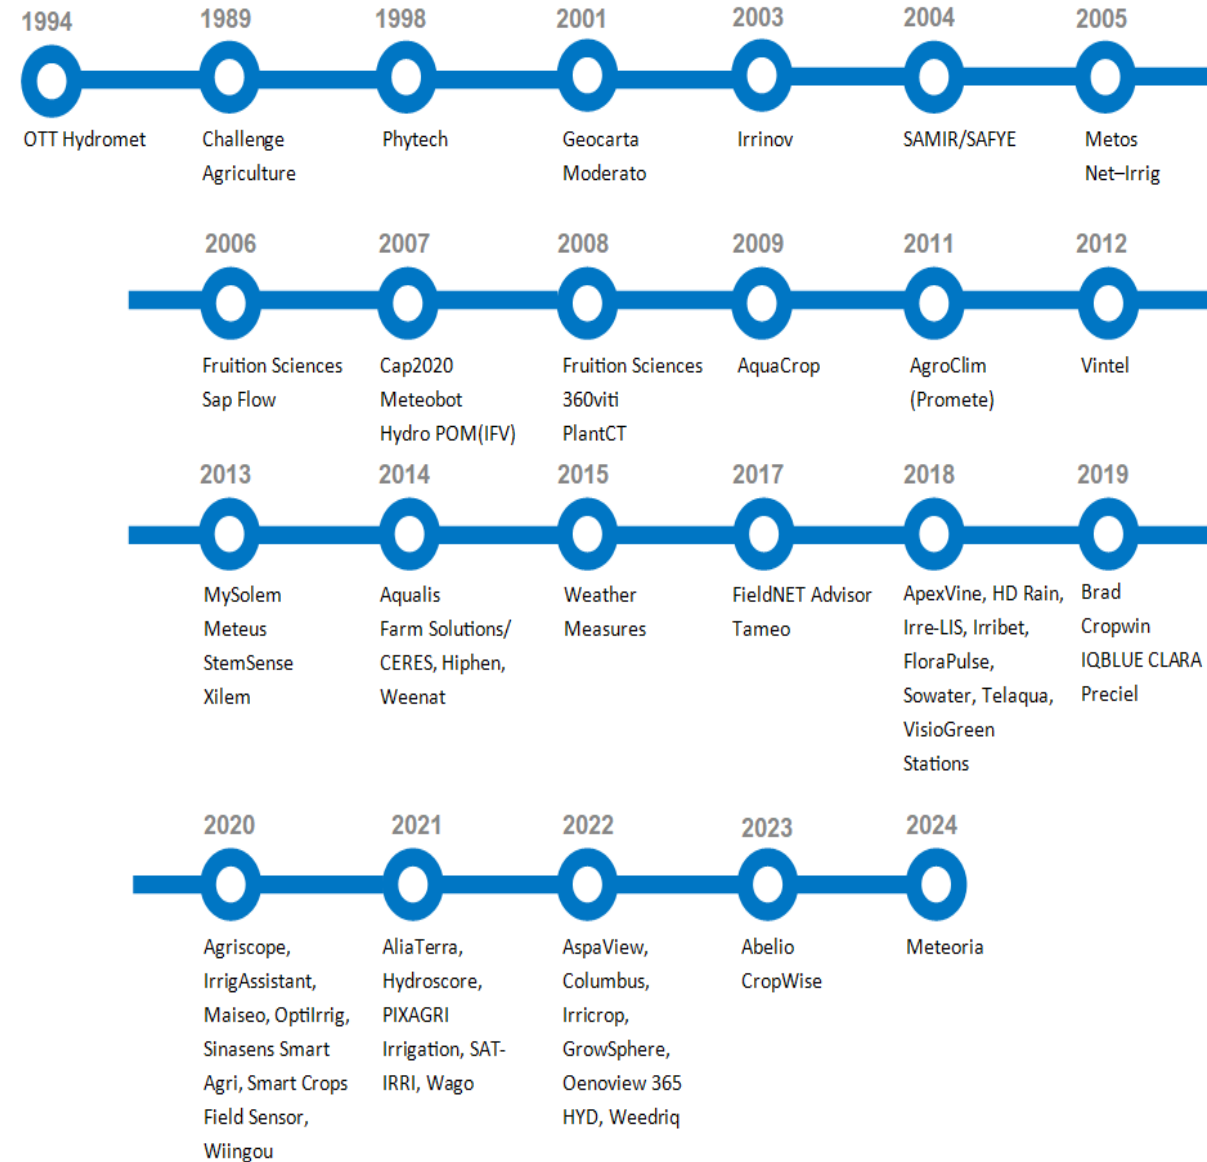 1994
OTT Hydromet
1989
Challenge
Agriculture
1998
Phytech
2001
Geocarta
Moderato
2003
Irrinov
2004
SAMIR/SAFYE
2005
Metos
Net–Irrig
2006
Fruition Sciences
Sap Flow
2007
Cap2020
Meteobot
Hydro POM(IFV)
2008
Fruition Sciences
360viti
PlantCT
2009
AquaCrop
2011
AgroClim
(Promete)
2012
Vintel
2013
MySolem
Meteus
StemSense
Xilem
2014
Aqualis
Farm Solutions/
CERES, Hiphen,
Weenat
2015
Weather
Measures
2017
FieldNET Advisor
Tameo
2018
ApexVine, HD Rain,
Irre-LIS, Irribet,
FloraPulse,
Sowater, Telaqua,
VisioGreen
Stations
2019
Brad
Cropwin
IQBLUE CLARA
Preciel
2020
Agriscope,
IrrigAssistant,
Maiseo, OptiIrrig,
Sinasens Smart
Agri, Smart Crops
Field Sensor,
Wiingou
2021
AliaTerra,
Hydroscore,
PIXAGRI
Irrigation, SAT-
IRRI, Wago
2022
AspaView,
Columbus,
Irricrop,
GrowSphere,
Oenoview 365
HYD, Weedriq
2023
Abelio
CropWise
2024
Meteoria